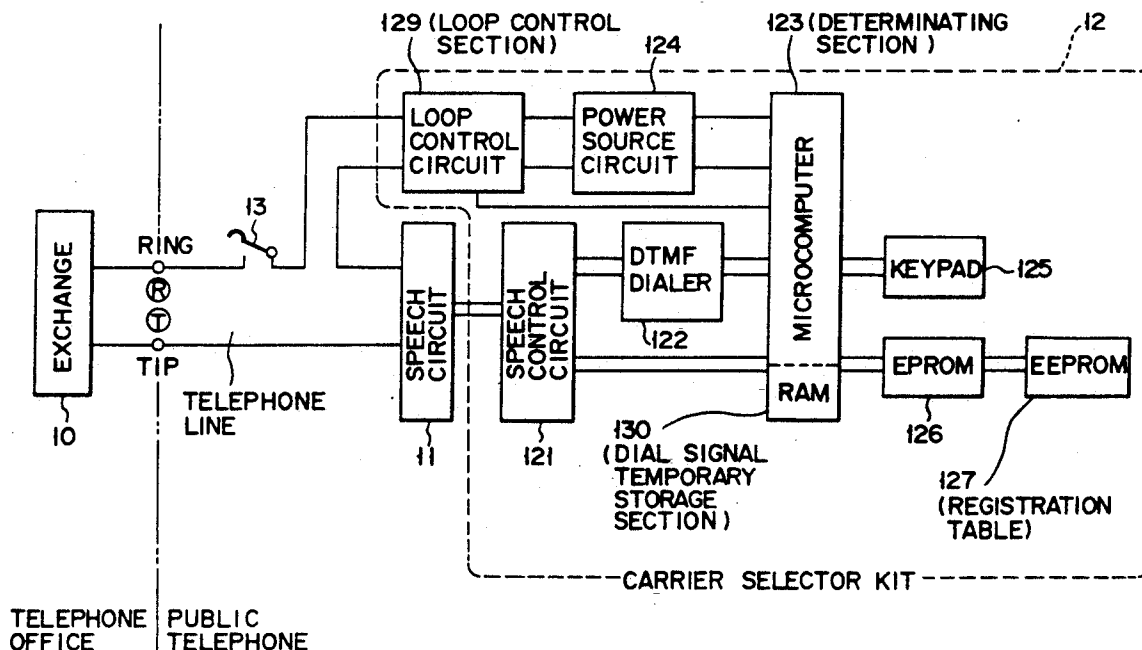 129 (LOOP CONTROL
SECTION)
124
123 (DETERMINATING
SECTION)
12
LOOP
CONTROL
CIRCUIT
POWER
SOURCE
CIRCUIT
MICROCOMPUTER
EXCHANGE
10
RING
R
T
TIP
13
TELEPHONE
LINE
SPEECH
CIRCUIT
11
SPEECH
CONTROL
CIRCUIT
121
DTMF
DIALER
122
KEYPAD
125
RAM
EPROM
126
EEPROM
130
(DIAL SIGNAL
TEMPORARY
STORAGE
SECTION)
127
(REGISTRATION
TABLE)
CARRIER SELECTOR KIT
TELEPHONE
OFFICE
PUBLIC
TELEPHONE